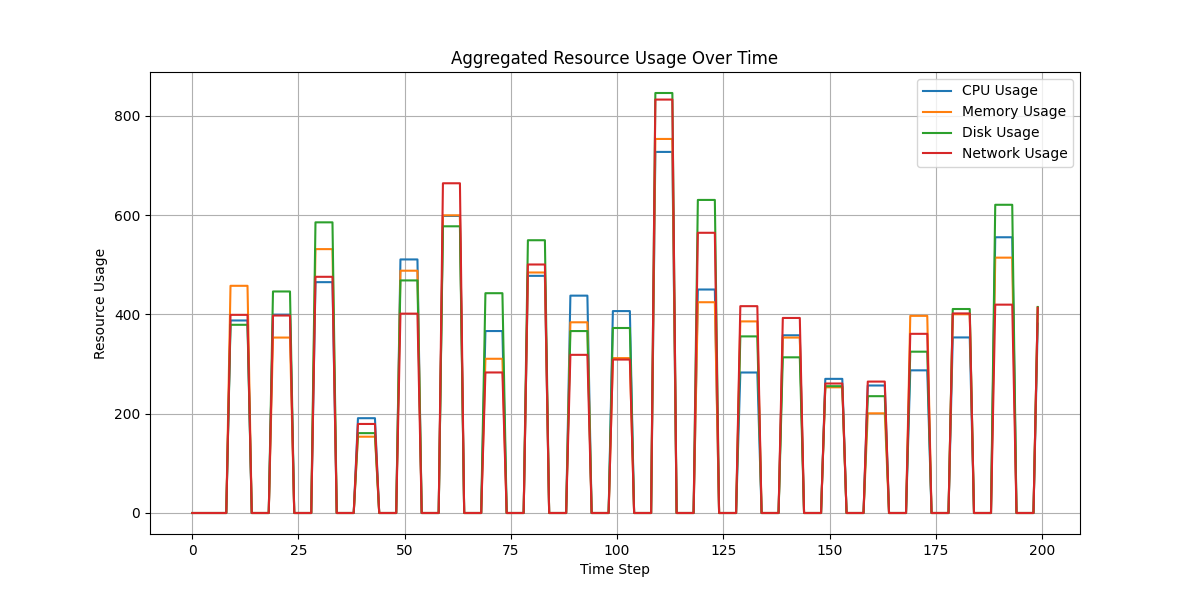 Aggregated Resource Usage Over Time
CPU Usage
Memory Usage
Disk Usage
Network Usage
Resource Usage
800
600
400
200
0
0 25 50 75 100 125 150 175 200
Time Step